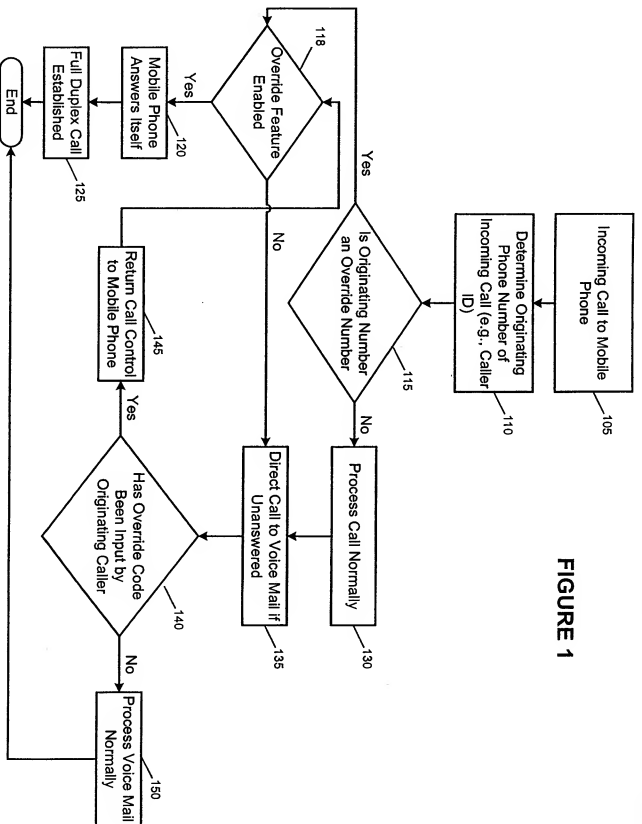 Incoming Call to Mobile
Phone
105
Determine Originating
Phone Number of
Incoming Call (e.g., Caller
ID)
110
Is Originating Number
an Override Number
115
Yes
No
Override Feature
Enabled
118
Yes
No
Mobile Phone
Answers Itself
120
Full Duplex Call
Established
125
End
Process Call Normally
130
Direct Call to Voice Mail if
Unanswered
135
Has Override Code
Been Input by
Originating Caller
140
Yes
No
Return Call Control
to Mobile Phone
145
Process Voice Mail
Normally
150
FIGURE 1